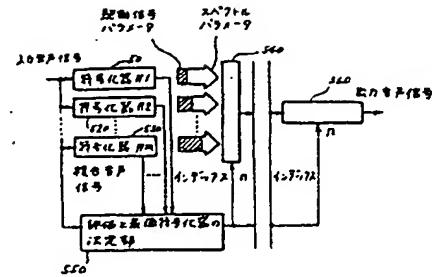 駆動信号 スペクトル
パラメータ パラメータ
560
入力音声信号
50
符号化器 #1
出力音声信号
560
符号化器 #2
520
530
符号化器 #m
n
音声
信号
インデックス n
インデックス
評価と最適符号化器の
決定部
550